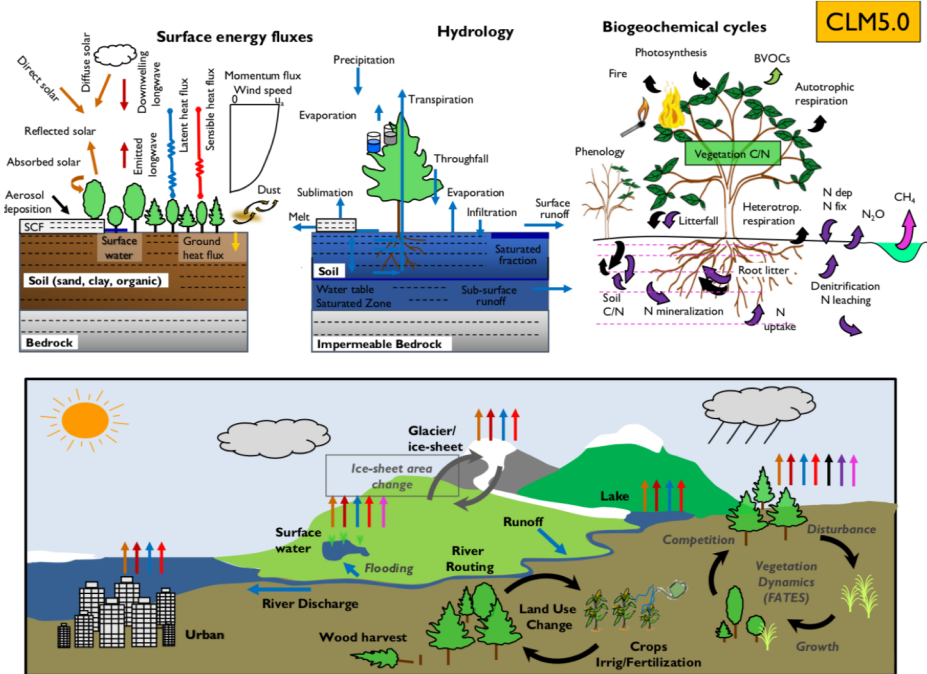 CLM5.0
Surface energy fluxes
Hydrology
Biogeochemical cycles
Direct solar
Diffuse solar
Downwelling
longwave
Reflected solar
Absorbed solar
Emitted
longwave
Latent heat flux
Sensible heat flux
Momentum flux
Wind speed
0
uₐ
Aerosol
deposition
SCF
Surface
water
Ground
heat flux
Dust
Soil (sand, clay, organic)
Bedrock
Precipitation
Transpiration
Evaporation
Throughfall
Sublimation
Evaporation
Melt
Infiltration
Surface
runoff
Saturated
fraction
Soil
Water table
Saturated Zone
Sub-surface
runoff
Impermeable Bedrock
Photosynthesis
BVOCs
Fire
Autotrophic
respiration
Vegetation C/N
Phenology
Litterfall
Heterotrop.
respiration
N dep
N fix
N₂O
CH₄
Root litter
Denitrification
N leaching
Soil
C/N
N mineralization
N
uptake
Glacier/
ice-sheet
Ice-sheet area
change
Lake
Surface
water
Runoff
Flooding
River
Routing
River Discharge
Urban
Wood harvest
Land Use
Change
Crops
Irrig/Fertilization
Competition
Disturbance
Vegetation
Dynamics
(FATES)
Growth